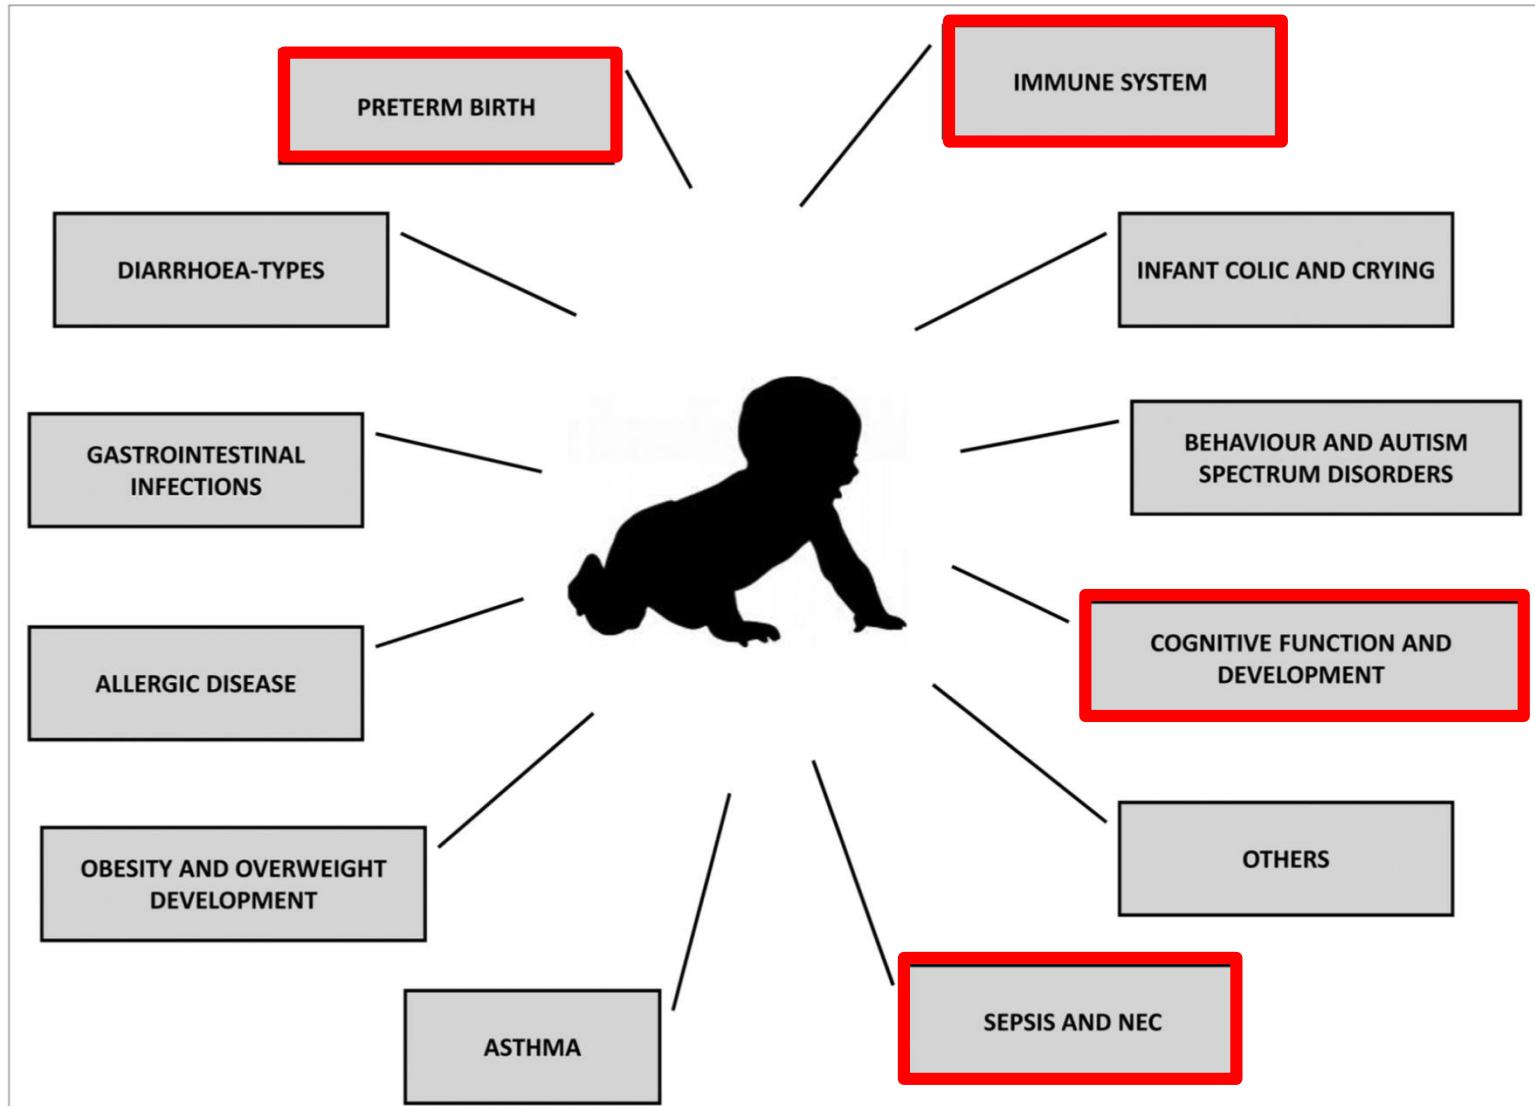 PRETERM BIRTH
IMMUNE SYSTEM
DIARRHOEA-TYPES
INFANT COLIC AND CRYING
GASTROINTESTINAL
INFECTIONS
BEHAVIOUR AND AUTISM
SPECTRUM DISORDERS
ALLERGIC DISEASE
COGNITIVE FUNCTION AND
DEVELOPMENT
OBESITY AND OVERWEIGHT
DEVELOPMENT
OTHERS
ASTHMA
SEPSIS AND NEC